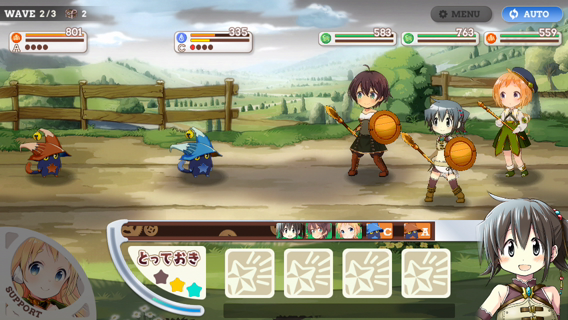 WAVE 2/3 2
MENU
AUTO
801
A
335
C
583
763
559
C A
とっておき
SUPPORT